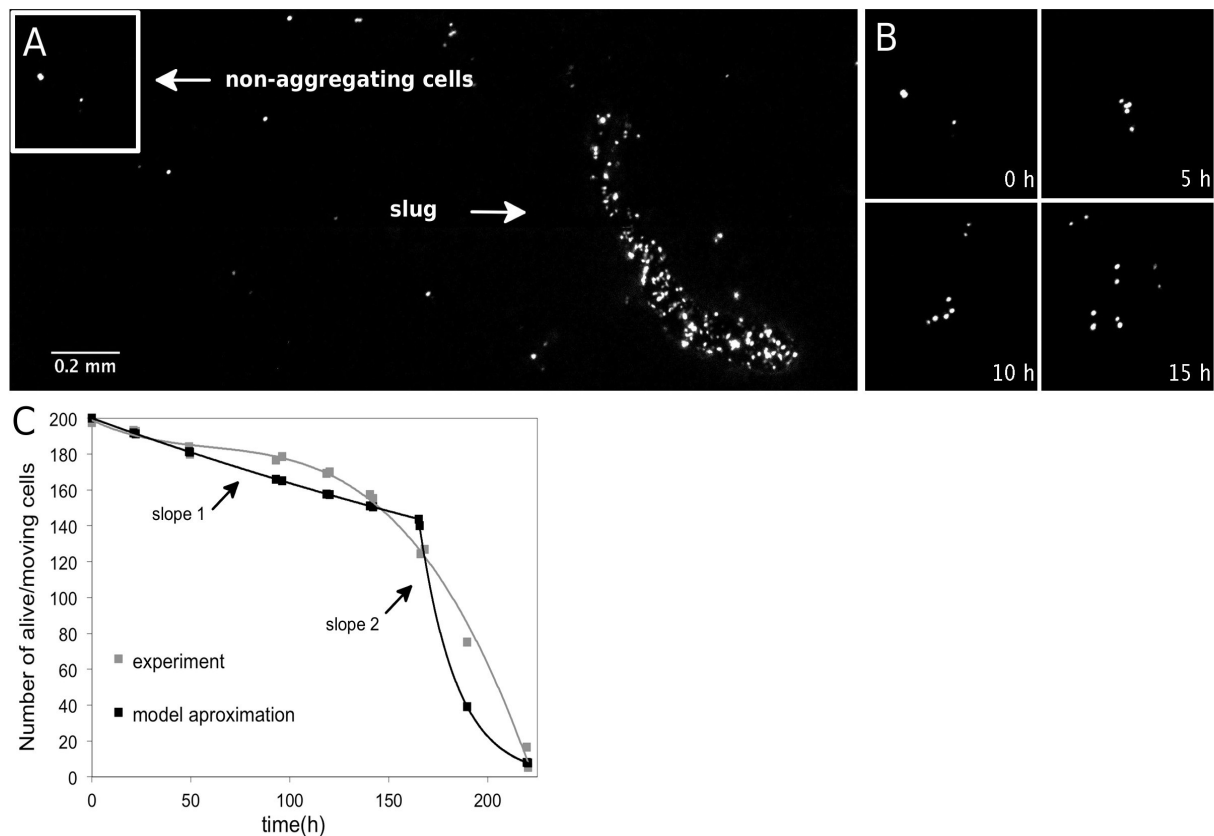 A
non-aggregating cells
slug
0.2 mm
B
0 h
5 h
10 h
15 h
C
Number of alive/moving cells
200
180
160
140
120
100
80
60
40
20
0
slope 1
slope 2
experiment
model aproximation
0
50
100
150
200
time(h)